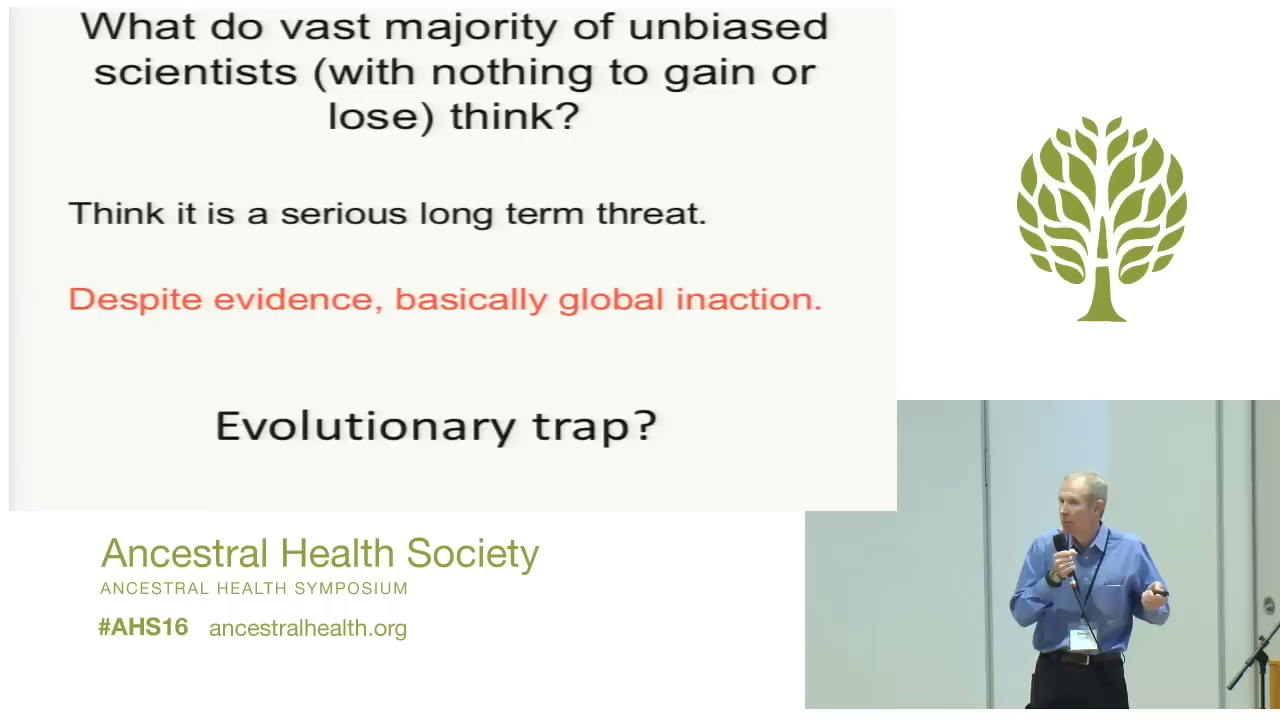 What do vast majority of unbiased
scientists (with nothing to gain or
lose) think?
Think it is a serious long term threat.
Despite evidence, basically global inaction.
Evolutionary trap?
Ancestral Health Society
ANCESTRAL HEALTH SYMPOSIUM
#AHS16 ancestralhealth.org